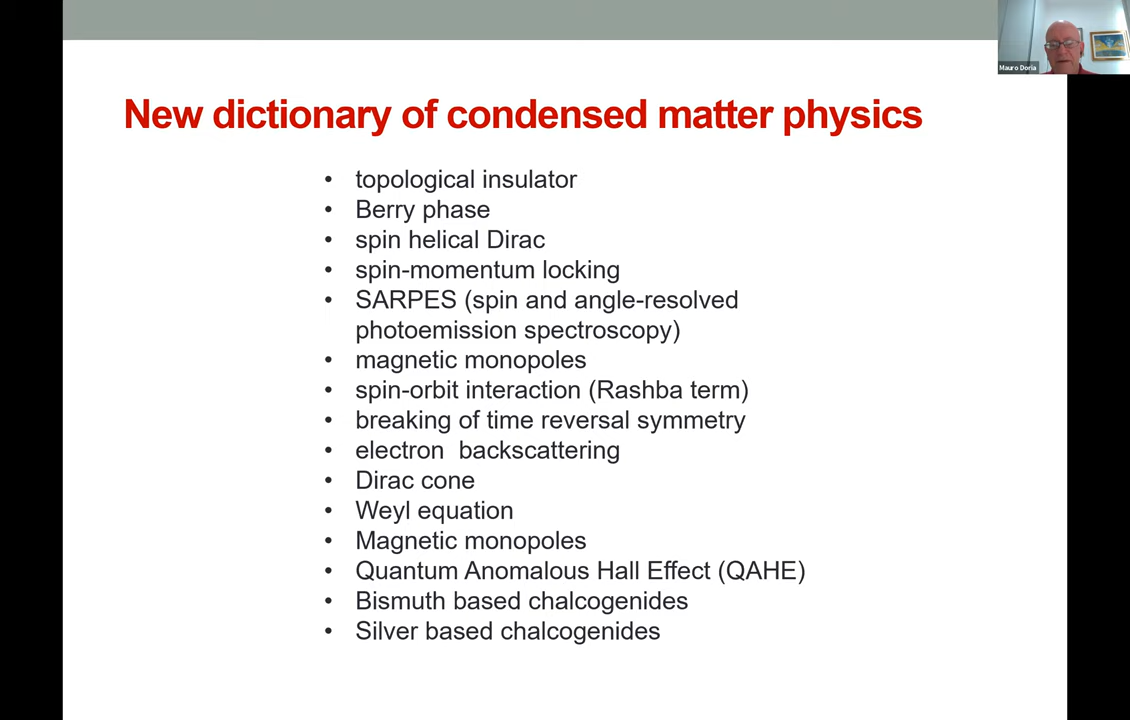 Mauro Doria
New dictionary of condensed matter physics
• topological insulator
• Berry phase
• spin helical Dirac
• spin-momentum locking
• SARPES (spin and angle-resolved
photoemission spectroscopy)
• magnetic monopoles
• spin-orbit interaction (Rashba term)
• breaking of time reversal symmetry
• electron  backscattering
• Dirac cone
• Weyl equation
• Magnetic monopoles
• Quantum Anomalous Hall Effect (QAHE)
• Bismuth based chalcogenides
• Silver based chalcogenides